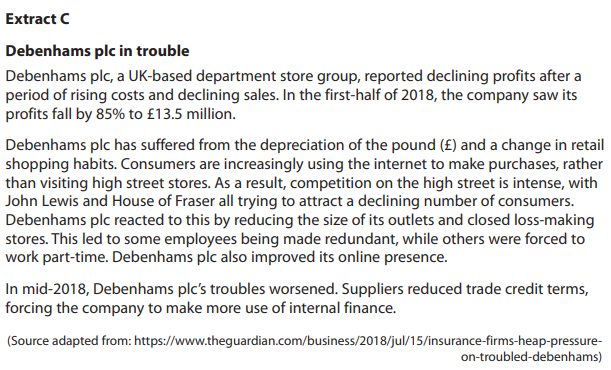 Extract C
Debenhams plc in trouble
Debenhams plc, a UK-based department store group, reported declining profits after a
period of rising costs and declining sales. In the first-half of 2018, the company saw its
profits fall by 85% to £13.5 million.
Debenhams plc has suffered from the depreciation of the pound (£) and a change in retail
shopping habits. Consumers are increasingly using the internet to make purchases, rather
than visiting high street stores. As a result, competition on the high street is intense, with
John Lewis and House of Fraser all trying to attract a declining number of consumers.
Debenhams plc reacted to this by reducing the size of its outlets and closed loss-making
stores. This led to some employees being made redundant, while others were forced to
work part-time. Debenhams plc also improved its online presence.
In mid-2018, Debenhams plc’s troubles worsened. Suppliers reduced trade credit terms,
forcing the company to make more use of internal finance.
(Source adapted from: https://www.theguardian.com/business/2018/jul/15/insurance-firms-heap-pressure-
on-troubled-debenhams)